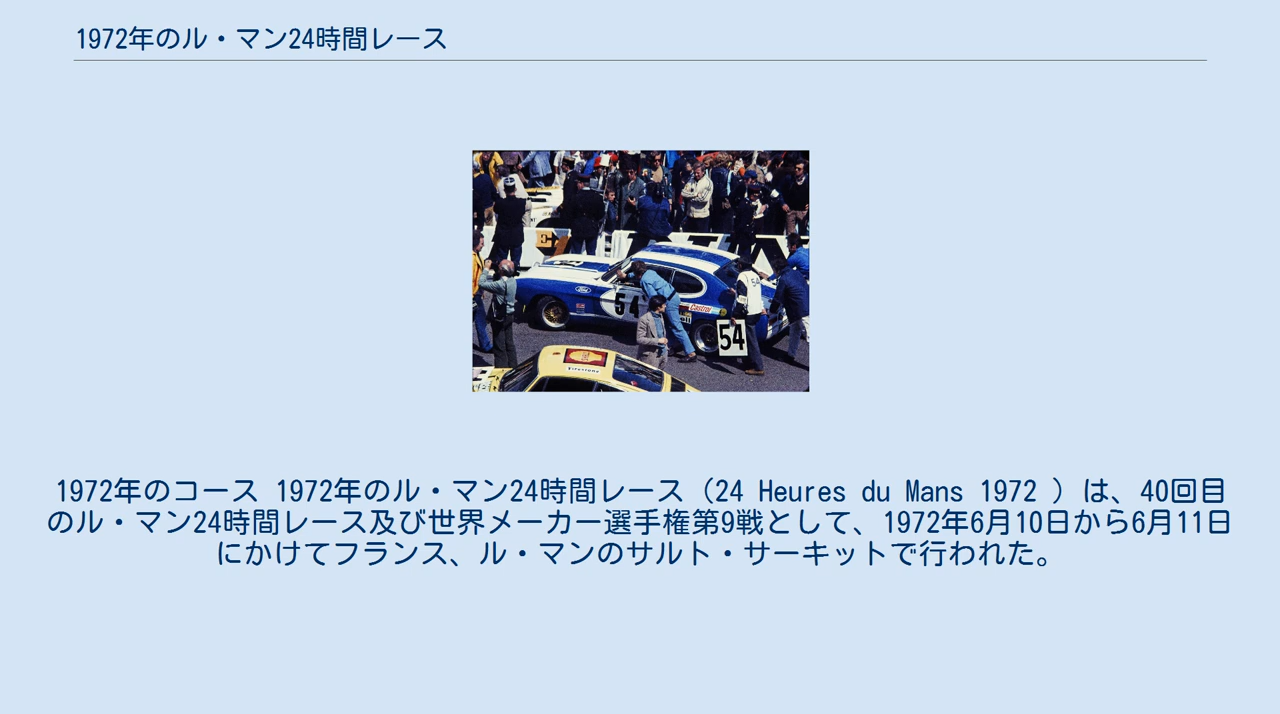 1972年のル・マン24時間レース
54
Ford
54
Castrol
54
Firestone
1972年のコース 1972年のル・マン24時間レース（24 Heures du Mans 1972 ）は、40回目
のル・マン24時間レース及び世界メーカー選手権第9戦として、1972年6月10日から6月11日
にかけてフランス、ル・マンのサルト・サーキットで行われた。